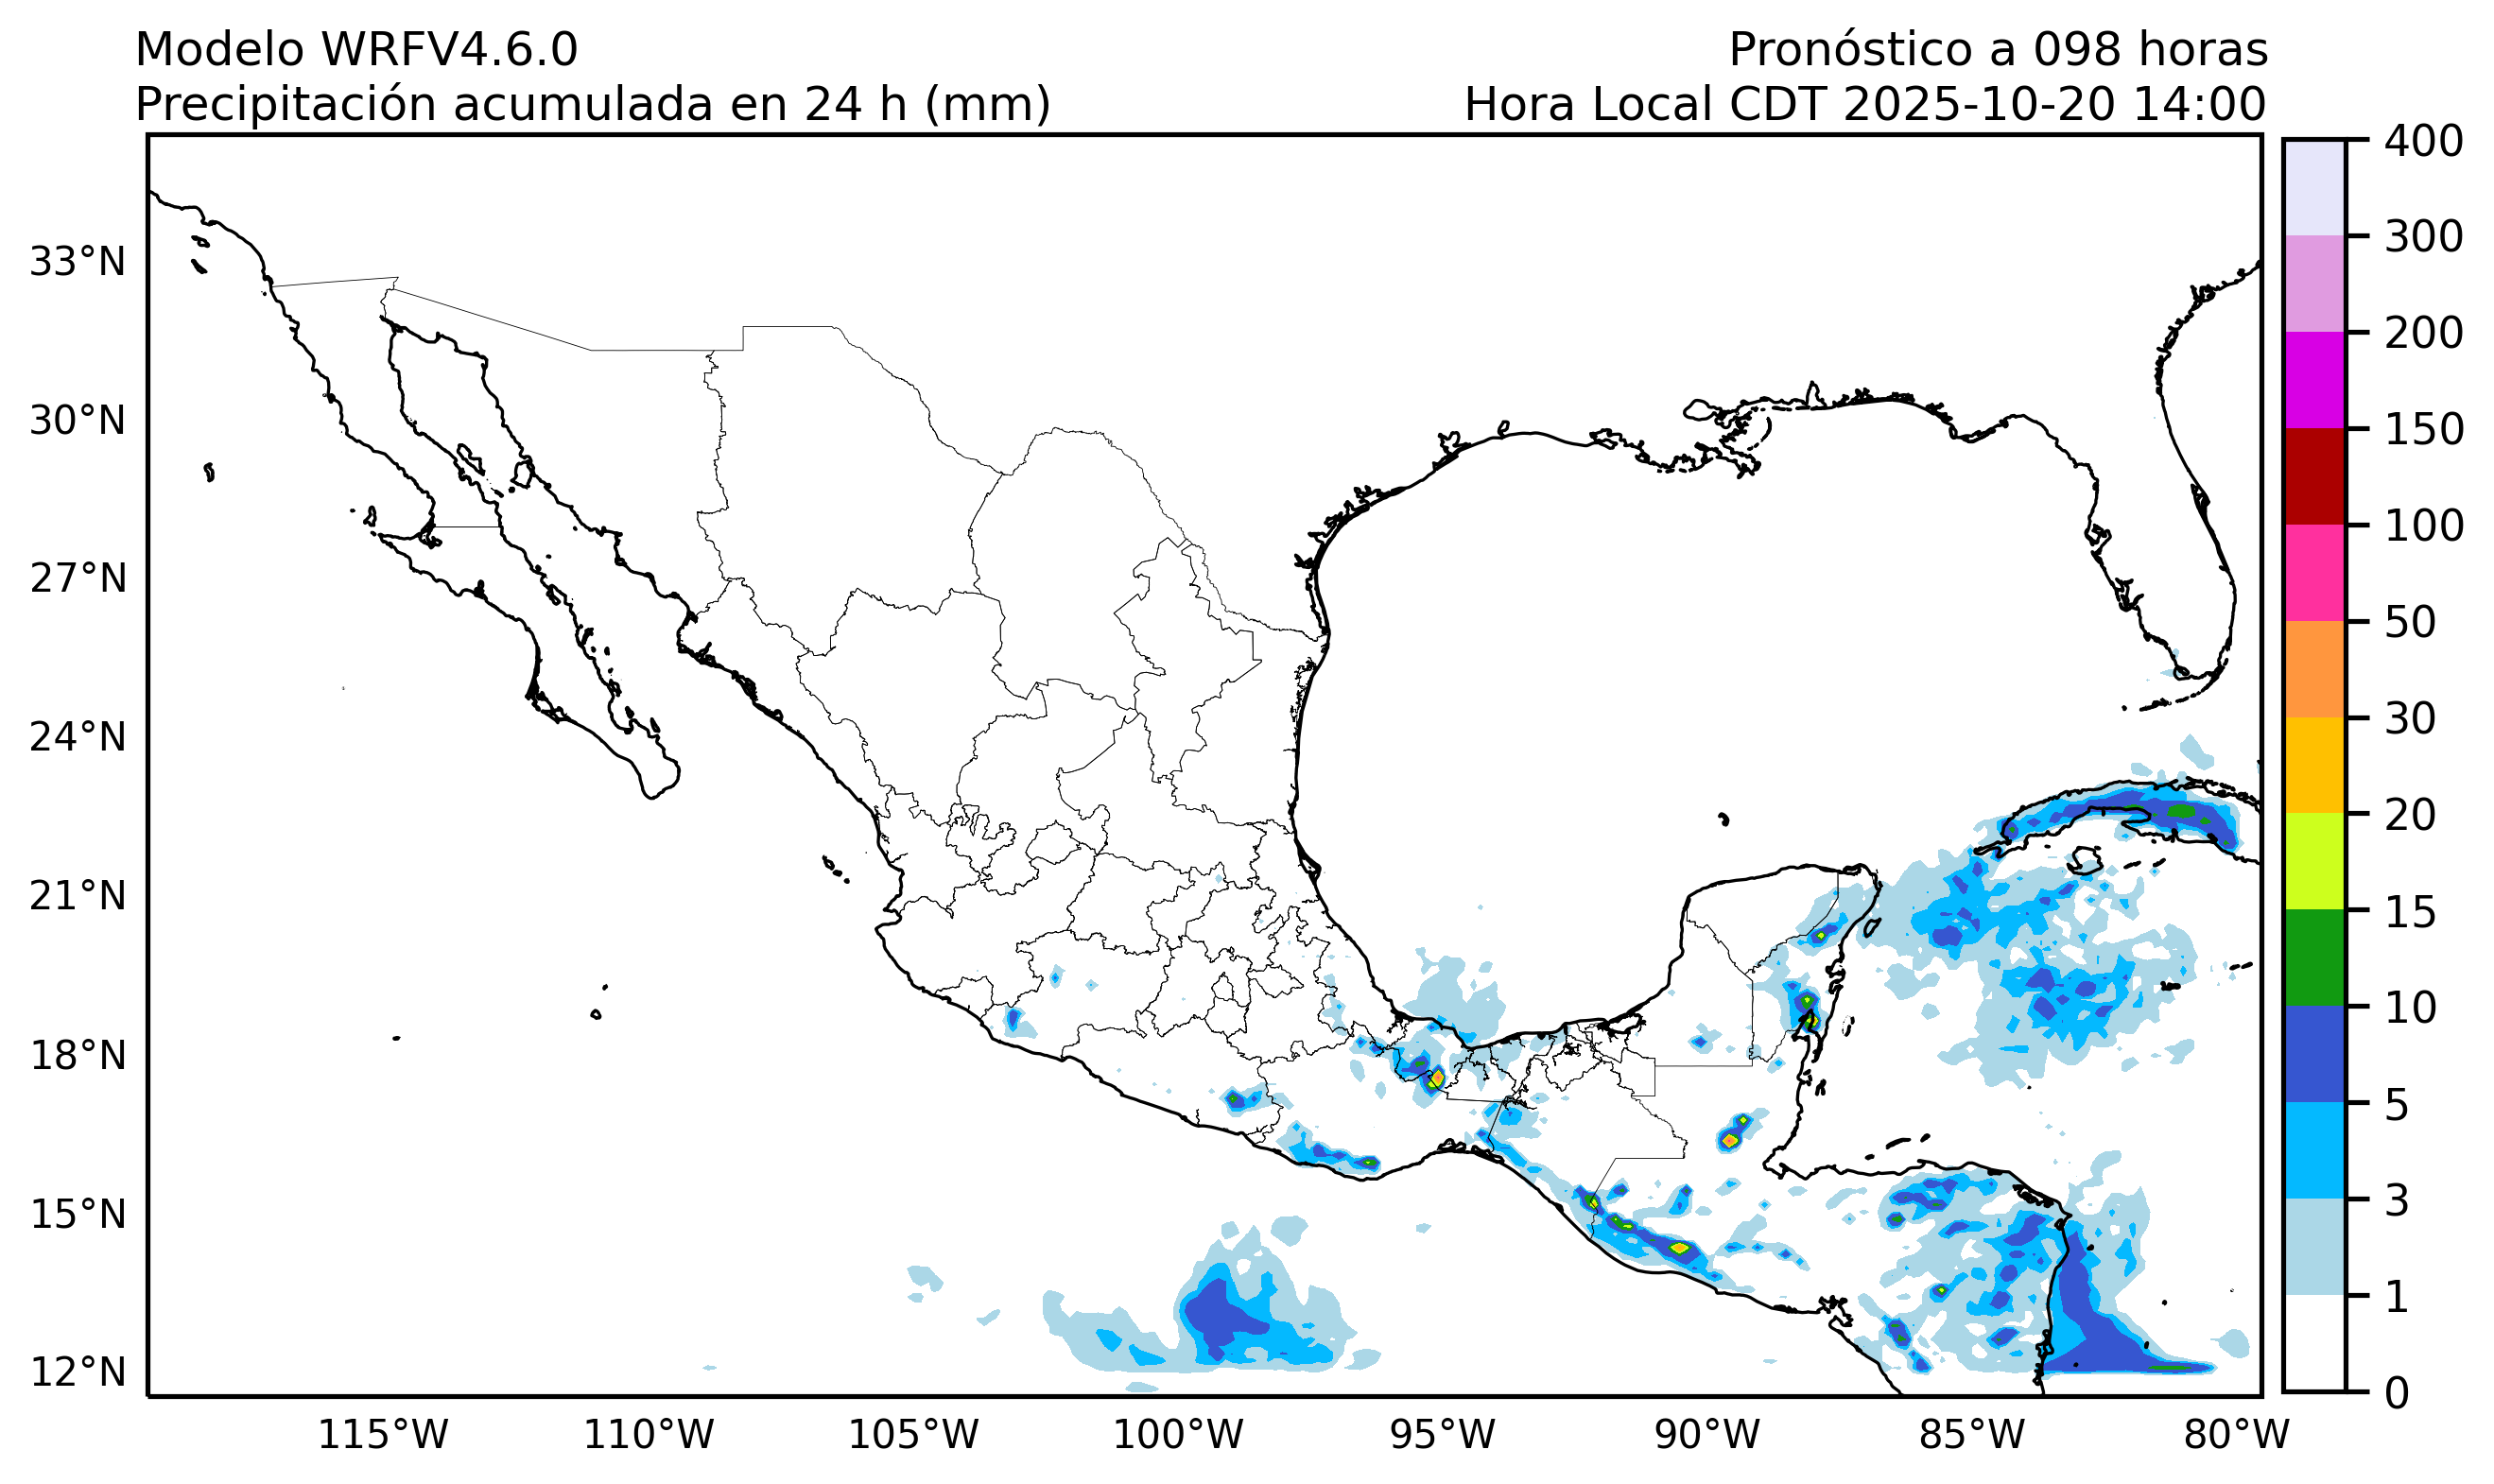 Modelo WRFV4.6.0
Pronóstico a 098 horas
Precipitación acumulada en 24 h (mm)
Hora Local CDT 2025-10-20 14:00
33°N
30°N
27°N
24°N
21°N
18°N
15°N
12°N
115°W
110°W
105°W
100°W
95°W
90°W
85°W
80°W
400
300
200
150
100
50
30
20
15
10
5
3
1
0